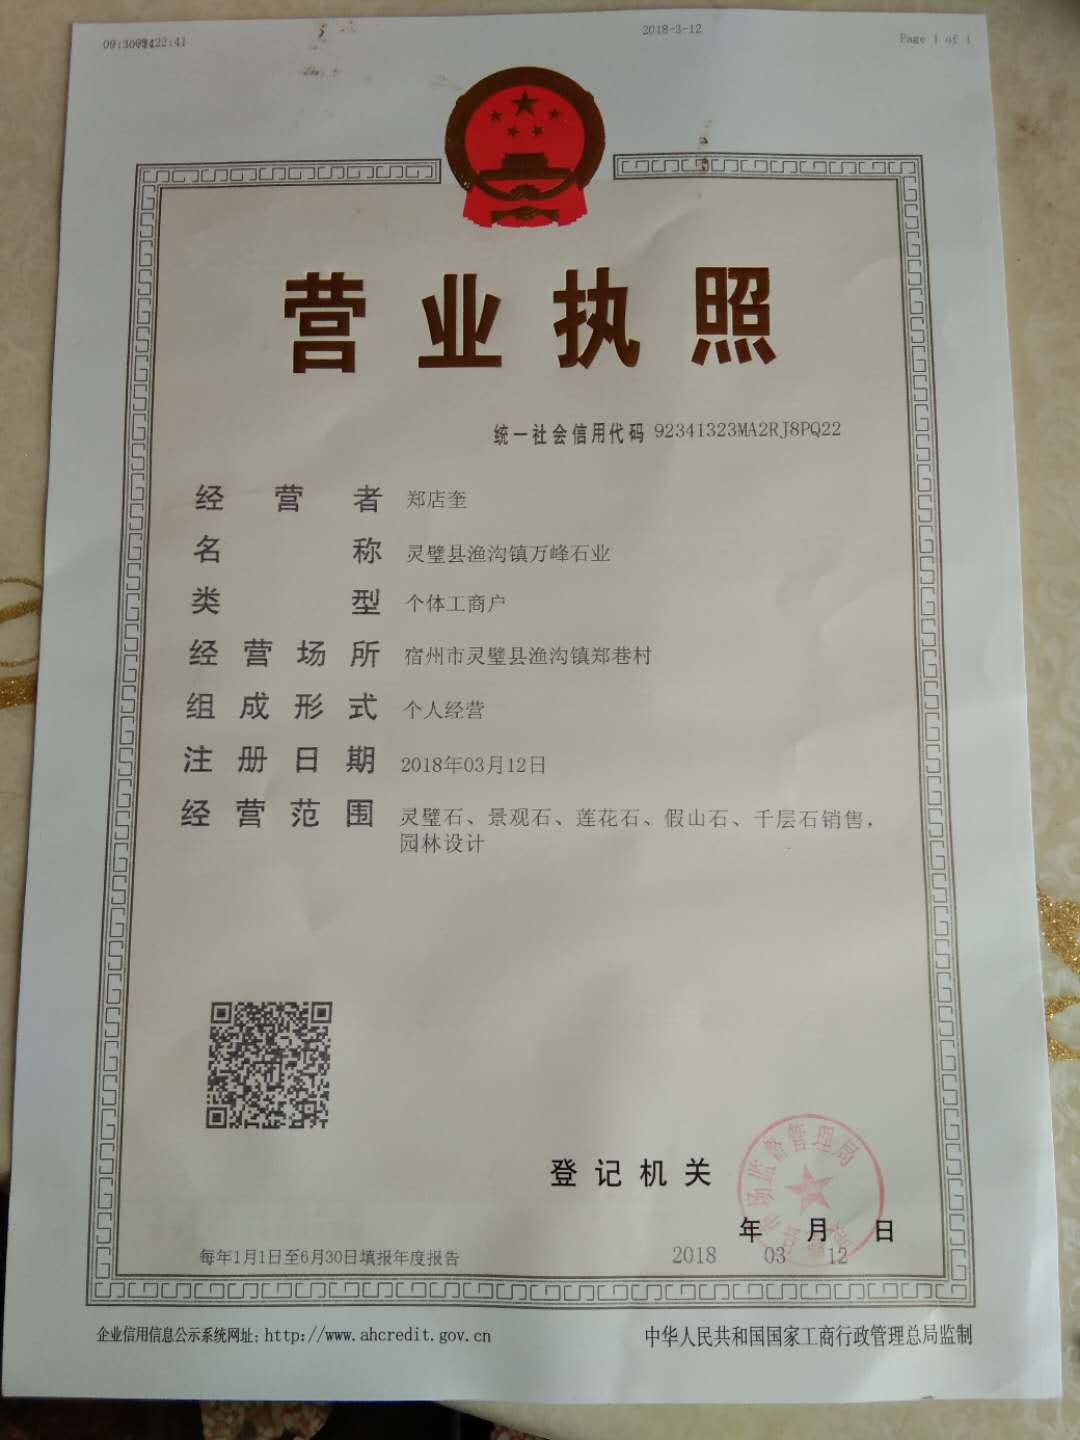 2018-3-12
Page 1 of 1
营业执照
统一社会信用代码 92341323MA2RJ8PQ22
经营者 郑店奎
名称 灵璧县渔沟镇万峰石业
类型 个体工商户
经营场所 宿州市灵璧县渔沟镇郑巷村
组成形式 个人经营
注册日期 2018年03月12日
经营范围 灵璧石、景观石、莲花石、假山石、千层石销售，
园林设计
市场监督管理局
登记机关
年 月 日
2018 03 12
每年1月1日至6月30日填报年度报告
企业信用信息公示系统网址: http://www.ahcredit.gov.cn
中华人民共和国国家工商行政管理总局监制